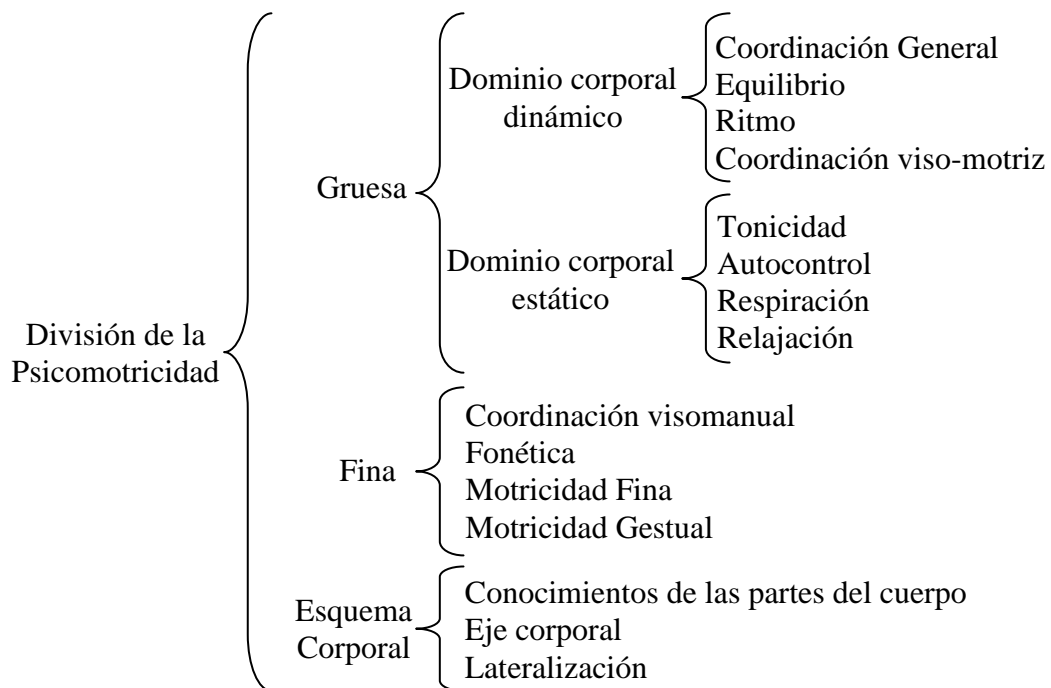 División de la
Psicomotricidad
Gruesa
Dominio corporal
dinámico
Coordinación General
Equilibrio
Ritmo
Coordinación viso-motriz
Dominio corporal
estático
Tonicidad
Autocontrol
Respiración
Relajación
Fina
Coordinación visomanual
Fonética
Motricidad Fina
Motricidad Gestual
Esquema
Corporal
Conocimientos de las partes del cuerpo
Eje corporal
Lateralización